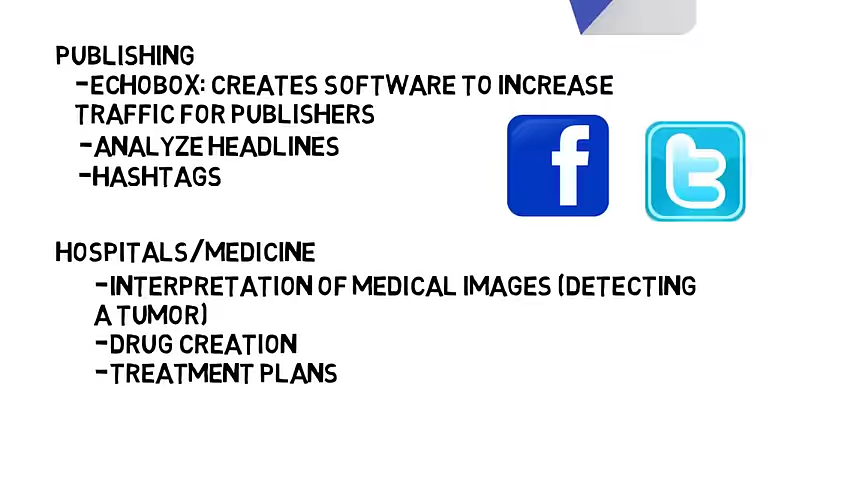 PUBLISHING
-ECHOBOX: CREATES SOFTWARE TO INCREASE
TRAFFIC FOR PUBLISHERS
-ANALYZE HEADLINES
-HASHTAGS
f
t
HOSPITALS/MEDICINE
-INTERPRETATION OF MEDICAL IMAGES (DETECTING
A TUMOR)
-DRUG CREATION
-TREATMENT PLANS